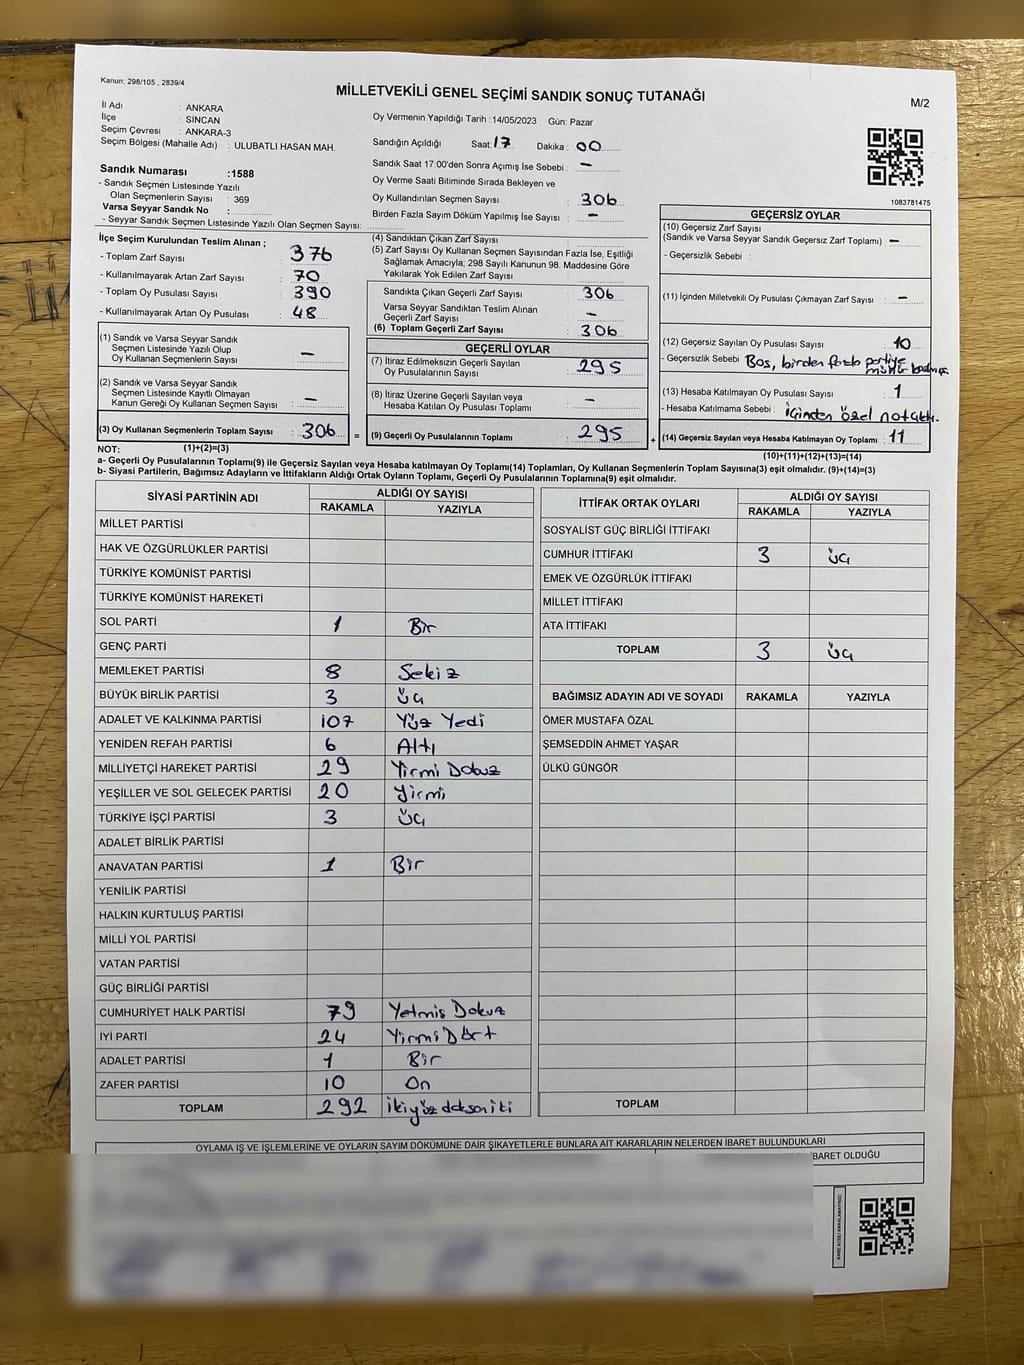 Kanun: 298/105 , 2839/4
MİLLETVEKİLİ GENEL SEÇİMİ SANDIK SONUÇ TUTANAĞI
M/2
İl Adı : ANKARA
İlçe : SİNCAN
Seçim Çevresi : ANKARA-3
Seçim Bölgesi (Mahalle Adı) : ULUBATLI HASAN MAH.
Sandık Numarası :1588
- Sandık Seçmen Listesinde Yazılı
Olan Seçmenlerin Sayısı : 369
Varsa Seyyar Sandık No :
- Seyyar Sandık Seçmen Listesinde Yazılı Olan Seçmen Sayısı:
Oy Vermenin Yapıldığı Tarih :14/05/2023 Gün: Pazar
Sandığın Açıldığı Saat: 17 Dakika : 00
Sandık Saat 17:00'den Sonra Açımış İse Sebebi : –
Oy Verme Saati Bitiminde Sırada Bekleyen ve
Oy Kullandırılan Seçmen Sayısı : 306
Birden Fazla Sayım Döküm Yapılmış İse Sayısı : –
1083781475
İlçe Seçim Kurulundan Teslim Alınan ;
- Toplam Zarf Sayısı : 376
- Kullanılmayarak Artan Zarf Sayısı : 70
- Toplam Oy Pusulası Sayısı : 390
- Kullanılmayarak Artan Oy Pusulası : 48
(1) Sandık ve Varsa Seyyar Sandık
Seçmen Listesinde Yazılı Olup
Oy Kullanan Seçmenlerin Sayısı : –
(2) Sandık ve Varsa Seyyar Sandık
Seçmen Listesinde Kayıtlı Olmayan
Kanun Gereği Oy Kullanan Seçmen Sayısı : –
(3) Oy Kullanan Seçmenlerin Toplam Sayısı : 306
(1)+(2)=(3)
(4) Sandıktan Çıkan Zarf Sayısı :
(5) Zarf Sayısı Oy Kullanan Seçmen Sayısından Fazla İse, Eşitliği
Sağlamak Amacıyla; 298 Sayılı Kanunun 98. Maddesine Göre
Yakılarak Yok Edilen Zarf Sayısı :
Sandıkta Çıkan Geçerli Zarf Sayısı : 306
Varsa Seyyar Sandıktan Teslim Alınan
Geçerli Zarf Sayısı : –
(6) Toplam Geçerli Zarf Sayısı : 306
GEÇERLİ OYLAR
(7) İtiraz Edilmeksizin Geçerli Sayılan
Oy Pusulalarının Sayısı : 295
(8) İtiraz Üzerine Geçerli Sayılan veya
Hesaba Katılan Oy Pusulası Toplamı : –
= (9) Geçerli Oy Pusulalarının Toplamı : 295
GEÇERSİZ OYLAR
(10) Geçersiz Zarf Sayısı
(Sandık ve Varsa Seyyar Sandık Geçersiz Zarf Toplamı) : –
- Geçersizlik Sebebi :
(11) İçinden Milletvekili Oy Pusulası Çıkmayan Zarf Sayısı : –
(12) Geçersiz Sayılan Oy Pusulası Sayısı : 10
- Geçersizlik Sebebi : Boş, birden fazla partiye
mühür
(13) Hesaba Katılmayan Oy Pusulası Sayısı : 1
- Hesaba Katılmama Sebebi : içinden özel not
+ (14) Geçersiz Sayılan veya Hesaba Katılmayan Oy Toplamı : 11
(10)+(11)+(12)+(13)=(14)
NOT:
a- Geçerli Oy Pusulalarının Toplamı(9) ile Geçersiz Sayılan veya Hesaba katılmayan Oy Toplamı(14) Toplamları, Oy Kullanan Seçmenlerin Toplam Sayısına(3) eşit olmalıdır. (9)+(14)=(3)
b- Siyasi Partilerin, Bağımsız Adayların ve İttifakların Aldığı Ortak Oyların Toplamı, Geçerli Oy Pusulalarının Toplamına(9) eşit olmalıdır.
SİYASİ PARTİNİN ADI ALDIĞI OY SAYISI
RAKAMLA YAZIYLA
MİLLET PARTİSİ
HAK VE ÖZGÜRLÜKLER PARTİSİ
TÜRKİYE KOMÜNİST PARTİSİ
TÜRKİYE KOMÜNİST HAREKETİ
SOL PARTİ 1 Bir
GENÇ PARTİ
MEMLEKET PARTİSİ 8 Sekiz
BÜYÜK BİRLİK PARTİSİ 3 üç
ADALET VE KALKINMA PARTİSİ 107 Yüz Yedi
YENİDEN REFAH PARTİSİ 6 Altı
MİLLİYETÇİ HAREKET PARTİSİ 29 Yirmi Dokuz
YEŞİLLER VE SOL GELECEK PARTİSİ 20 Yirmi
TÜRKİYE İŞÇİ PARTİSİ 3 üç
ADALET BİRLİK PARTİSİ
ANAVATAN PARTİSİ 1 Bir
YENİLİK PARTİSİ
HALKIN KURTULUŞ PARTİSİ
MİLLİ YOL PARTİSİ
VATAN PARTİSİ
GÜÇ BİRLİĞİ PARTİSİ
CUMHURİYET HALK PARTİSİ 79 Yetmiş Dokuz
İYİ PARTİ 24 Yirmi Dört
ADALET PARTİSİ 1 Bir
ZAFER PARTİSİ 10 On
TOPLAM 292 ikiyüz doksan iki
İTTİFAK ORTAK OYLARI ALDIĞI OY SAYISI
RAKAMLA YAZIYLA
SOSYALİST GÜÇ BİRLİĞİ İTTİFAKI
CUMHUR İTTİFAKI 3 üç
EMEK VE ÖZGÜRLÜK İTTİFAKI
MİLLET İTTİFAKI
ATA İTTİFAKI
TOPLAM 3 üç
BAĞIMSIZ ADAYIN ADI VE SOYADI RAKAMLA YAZIYLA
ÖMER MUSTAFA ÖZAL
ŞEMSEDDİN AHMET YAŞAR
ÜLKÜ GÜNGÖR
TOPLAM
OYLAMA İŞ VE İŞLEMLERİNE VE OYLARIN SAYIM DÖKÜMÜNE DAİR ŞİKAYETLERLE BUNLARA AİT KARARLARIN NELERDEN İBARET BULUNDUKLARI
İBARET OLDUĞU
KARE KODU KARALAMAYINIZ!